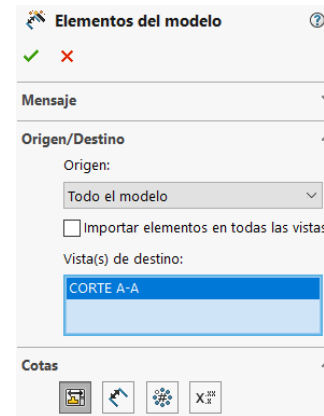 Elementos del modelo
Mensaje
Origen/Destino
Origen:
Todo el modelo
Importar elementos en todas las vistas
Vista(s) de destino:
CORTE A-A
Cotas
X.XX